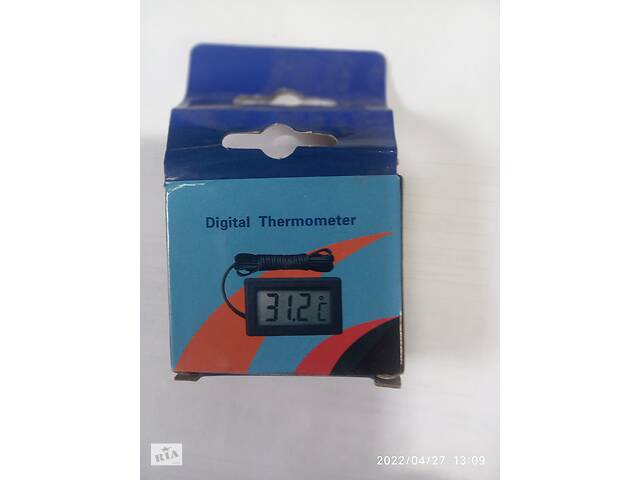 Digital Thermometer
31.2°C
RIA
2022/04/27 13:09